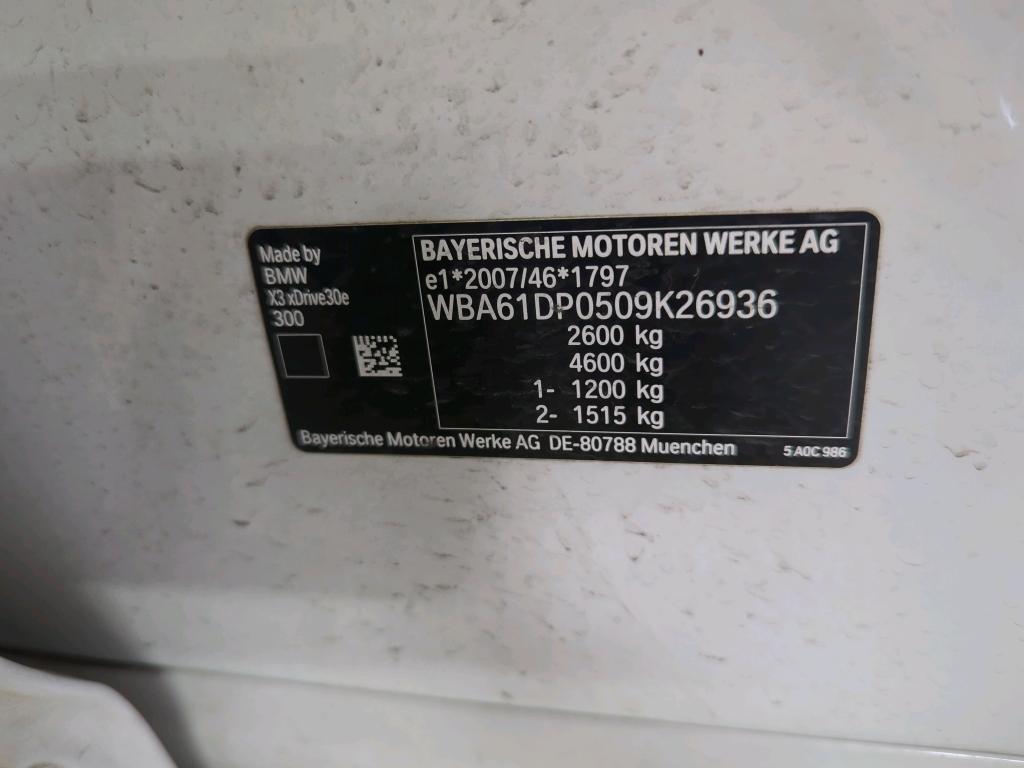 Made by
BMW
X3 xDrive30e
300
BAYERISCHE MOTOREN WERKE AG
e1*2007/46*1797
WBA61DP0509K26936
2600 kg
4600 kg
1- 1200 kg
2- 1515 kg
Bayerische Motoren Werke AG DE-80788 Muenchen
5 A0C 986